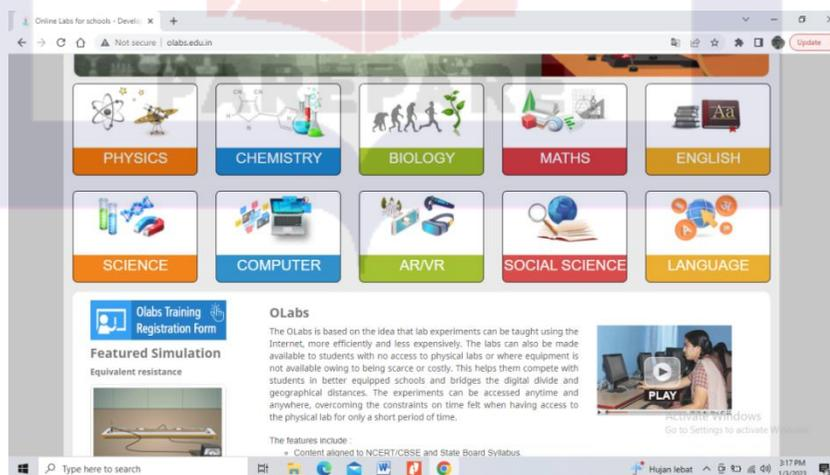 Online Labs for schools - Develo
Not secure | olabs.edu.in
Update
PAREPARE
PHYSICS
CHEMISTRY
BIOLOGY
MATHS
Aa
ENGLISH
SCIENCE
COMPUTER
AR/VR
SOCIAL SCIENCE
LANGUAGE
Olabs Training
Registration Form
Featured Simulation
Equivalent resistance
OLabs
The OLabs is based on the idea that lab experiments can be taught using the
Internet, more efficiently and less expensively. The labs can also be made
available to students with no access to physical labs or where equipment is
not available owing to being scarce or costly. This helps them compete with
students in better equipped schools and bridges the digital divide and
geographical distances. The experiments can be accessed anytime and
anywhere, overcoming the constraints on time felt when having access to
the physical lab for only a short period of time.
The features include :
Content aligned to NCERT/CBSE and State Board Syllabus.
PLAY
Activate Windows
Go to Settings to activate Windows
Type here to search
Hujan lebat
3:17 PM
1/3/2023